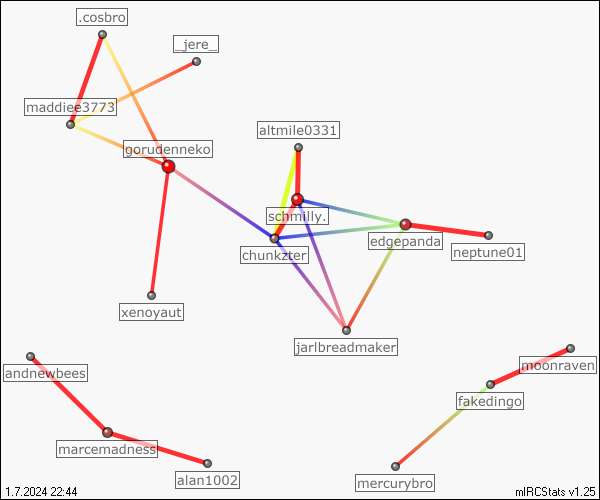 .cosbro
_jere_
maddiee3773
altmile0331
gorudenneko
schmilly.
edgepanda
chunkzter
neptune01
xenoyaut
jarlbreadmaker
moonraven
andnewbees
fakedingo
marcemadness
alan1002
mercurybro
1.7.2024 22:44
mIRCStats v1.25